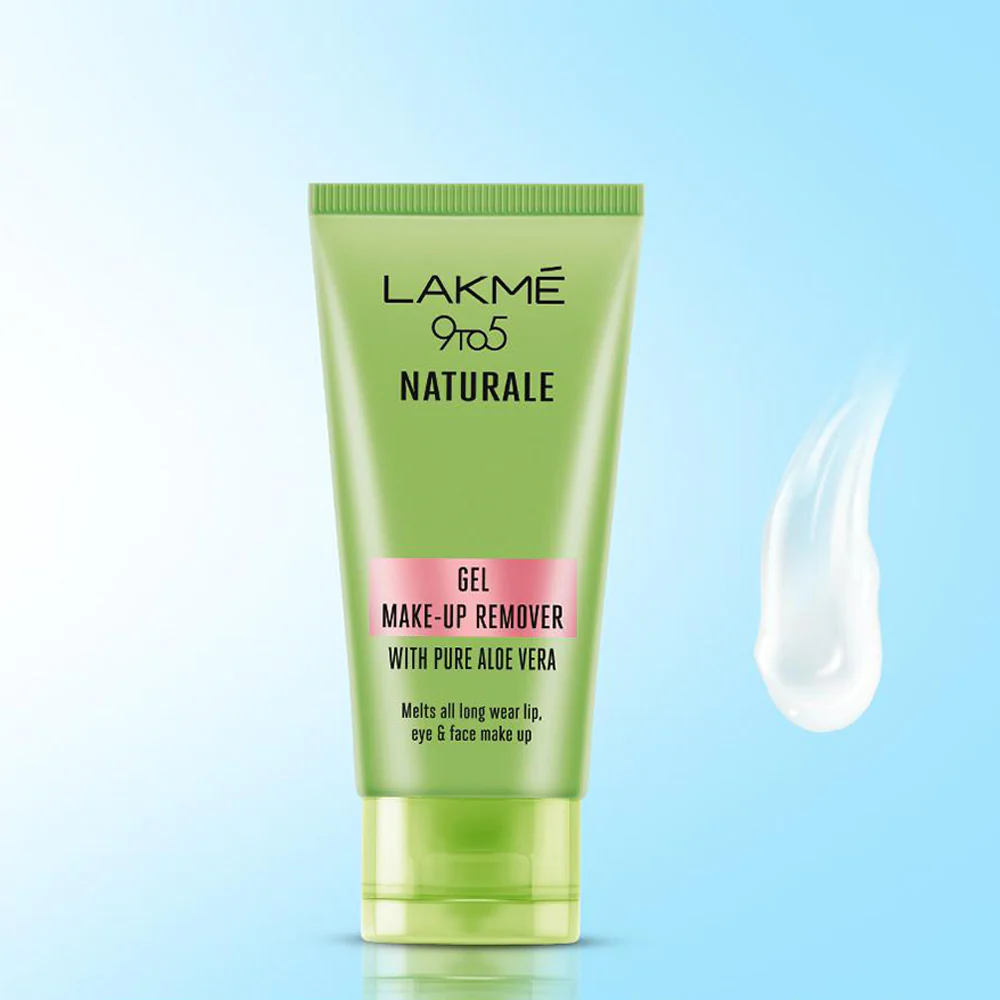 LAKMÉ
9TO5
NATURALE
GEL
MAKE-UP REMOVER
WITH PURE ALOE VERA
Melts all long wear lip,
eye & face make up